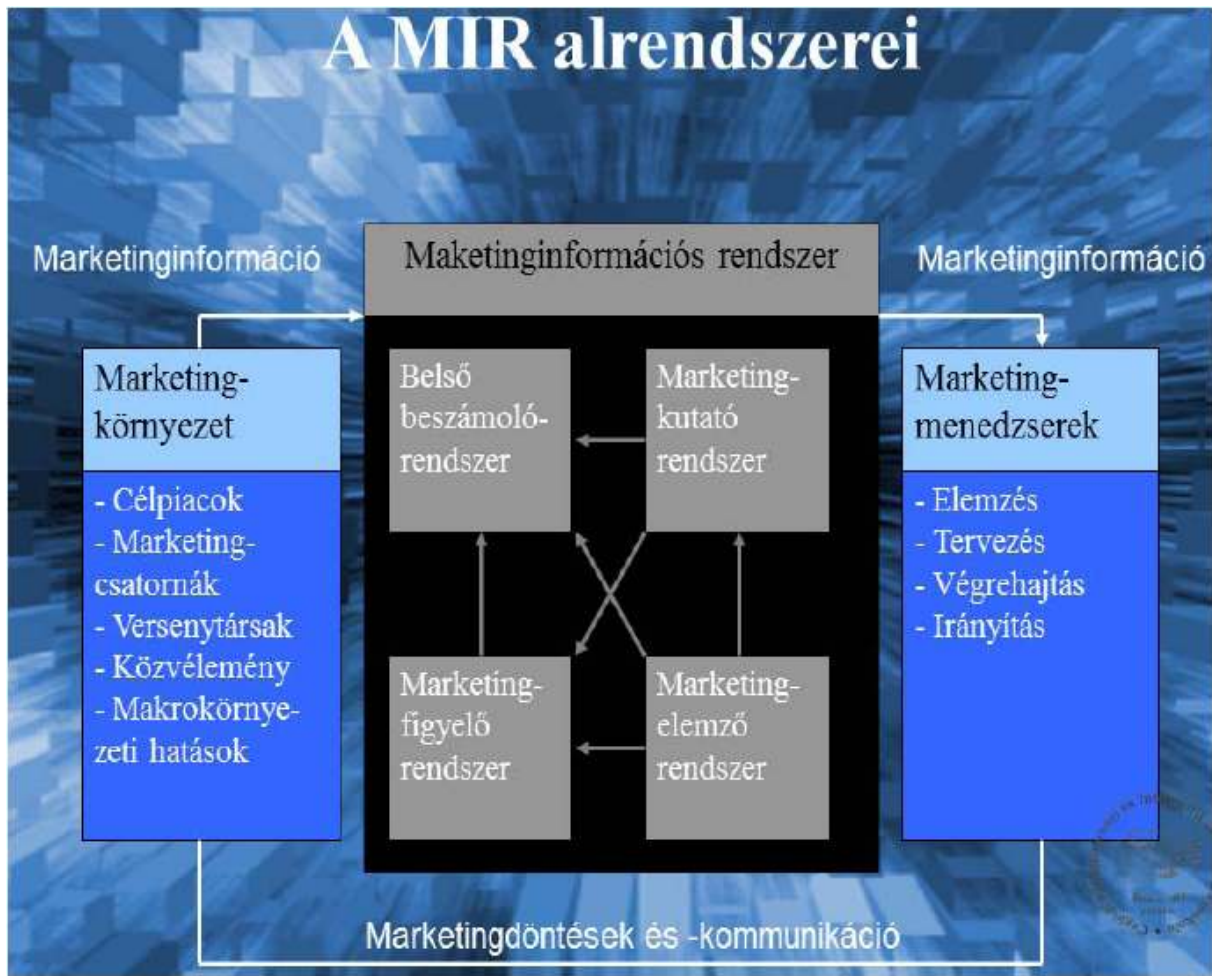 A MIR alrendszerei
Marketinginformáció
Maketinginformációs rendszer
Marketinginformáció
Marketing-
környezet
- Célpiacok
- Marketing-
csatornák
- Versenytársak
- Közvélemény
- Makrokörnye-
zeti hatások
Belső
beszámoló-
rendszer
Marketing-
kutató
rendszer
Marketing-
figyelő
rendszer
Marketing-
elemző
rendszer
Marketing-
menedzserek
- Elemzés
- Tervezés
- Végrehajtás
- Irányítás
Marketingdöntések és -kommunikáció